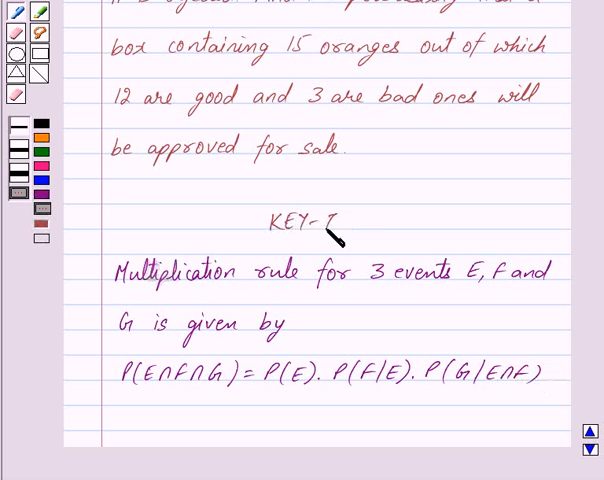 box containing 15 oranges out of which
12 are good and 3 are bad ones will
be approved for sale.
KEY-I
Multiplication rule for 3 events E, F and
G is given by
P(E∩F∩G) = P(E). P(F/E). P(G/E∩F)